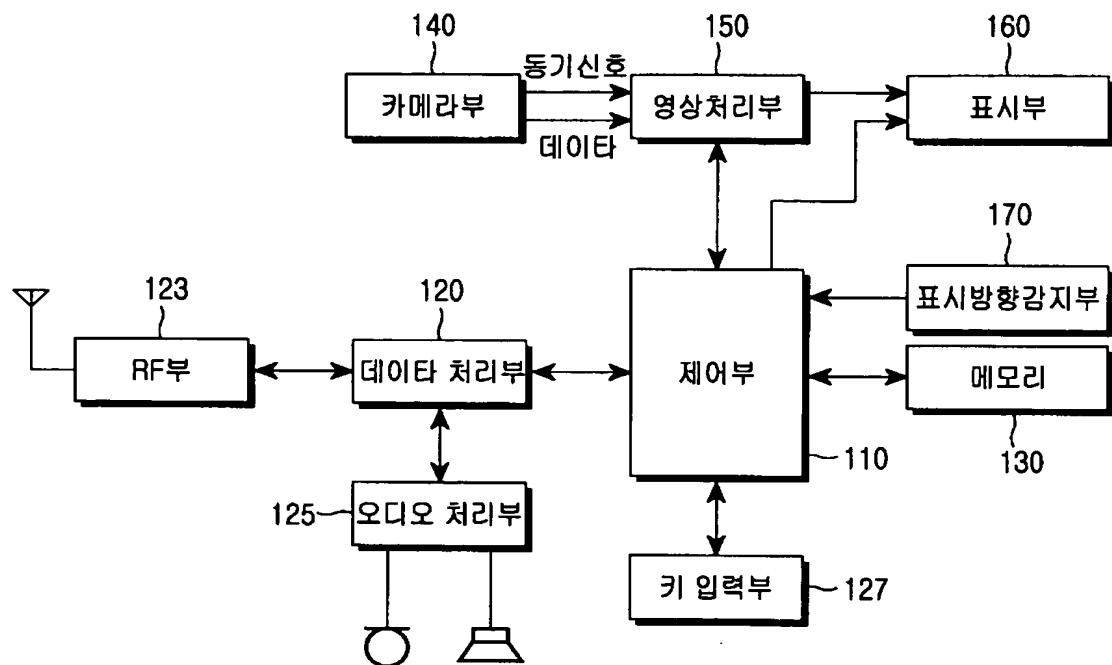 140
150
160
동기신호
카메라부
영상처리부
표시부
데이타
170
123
120
표시방향감지부
RF부
데이타 처리부
제어부
메모리
110
130
125
오디오 처리부
키 입력부
127